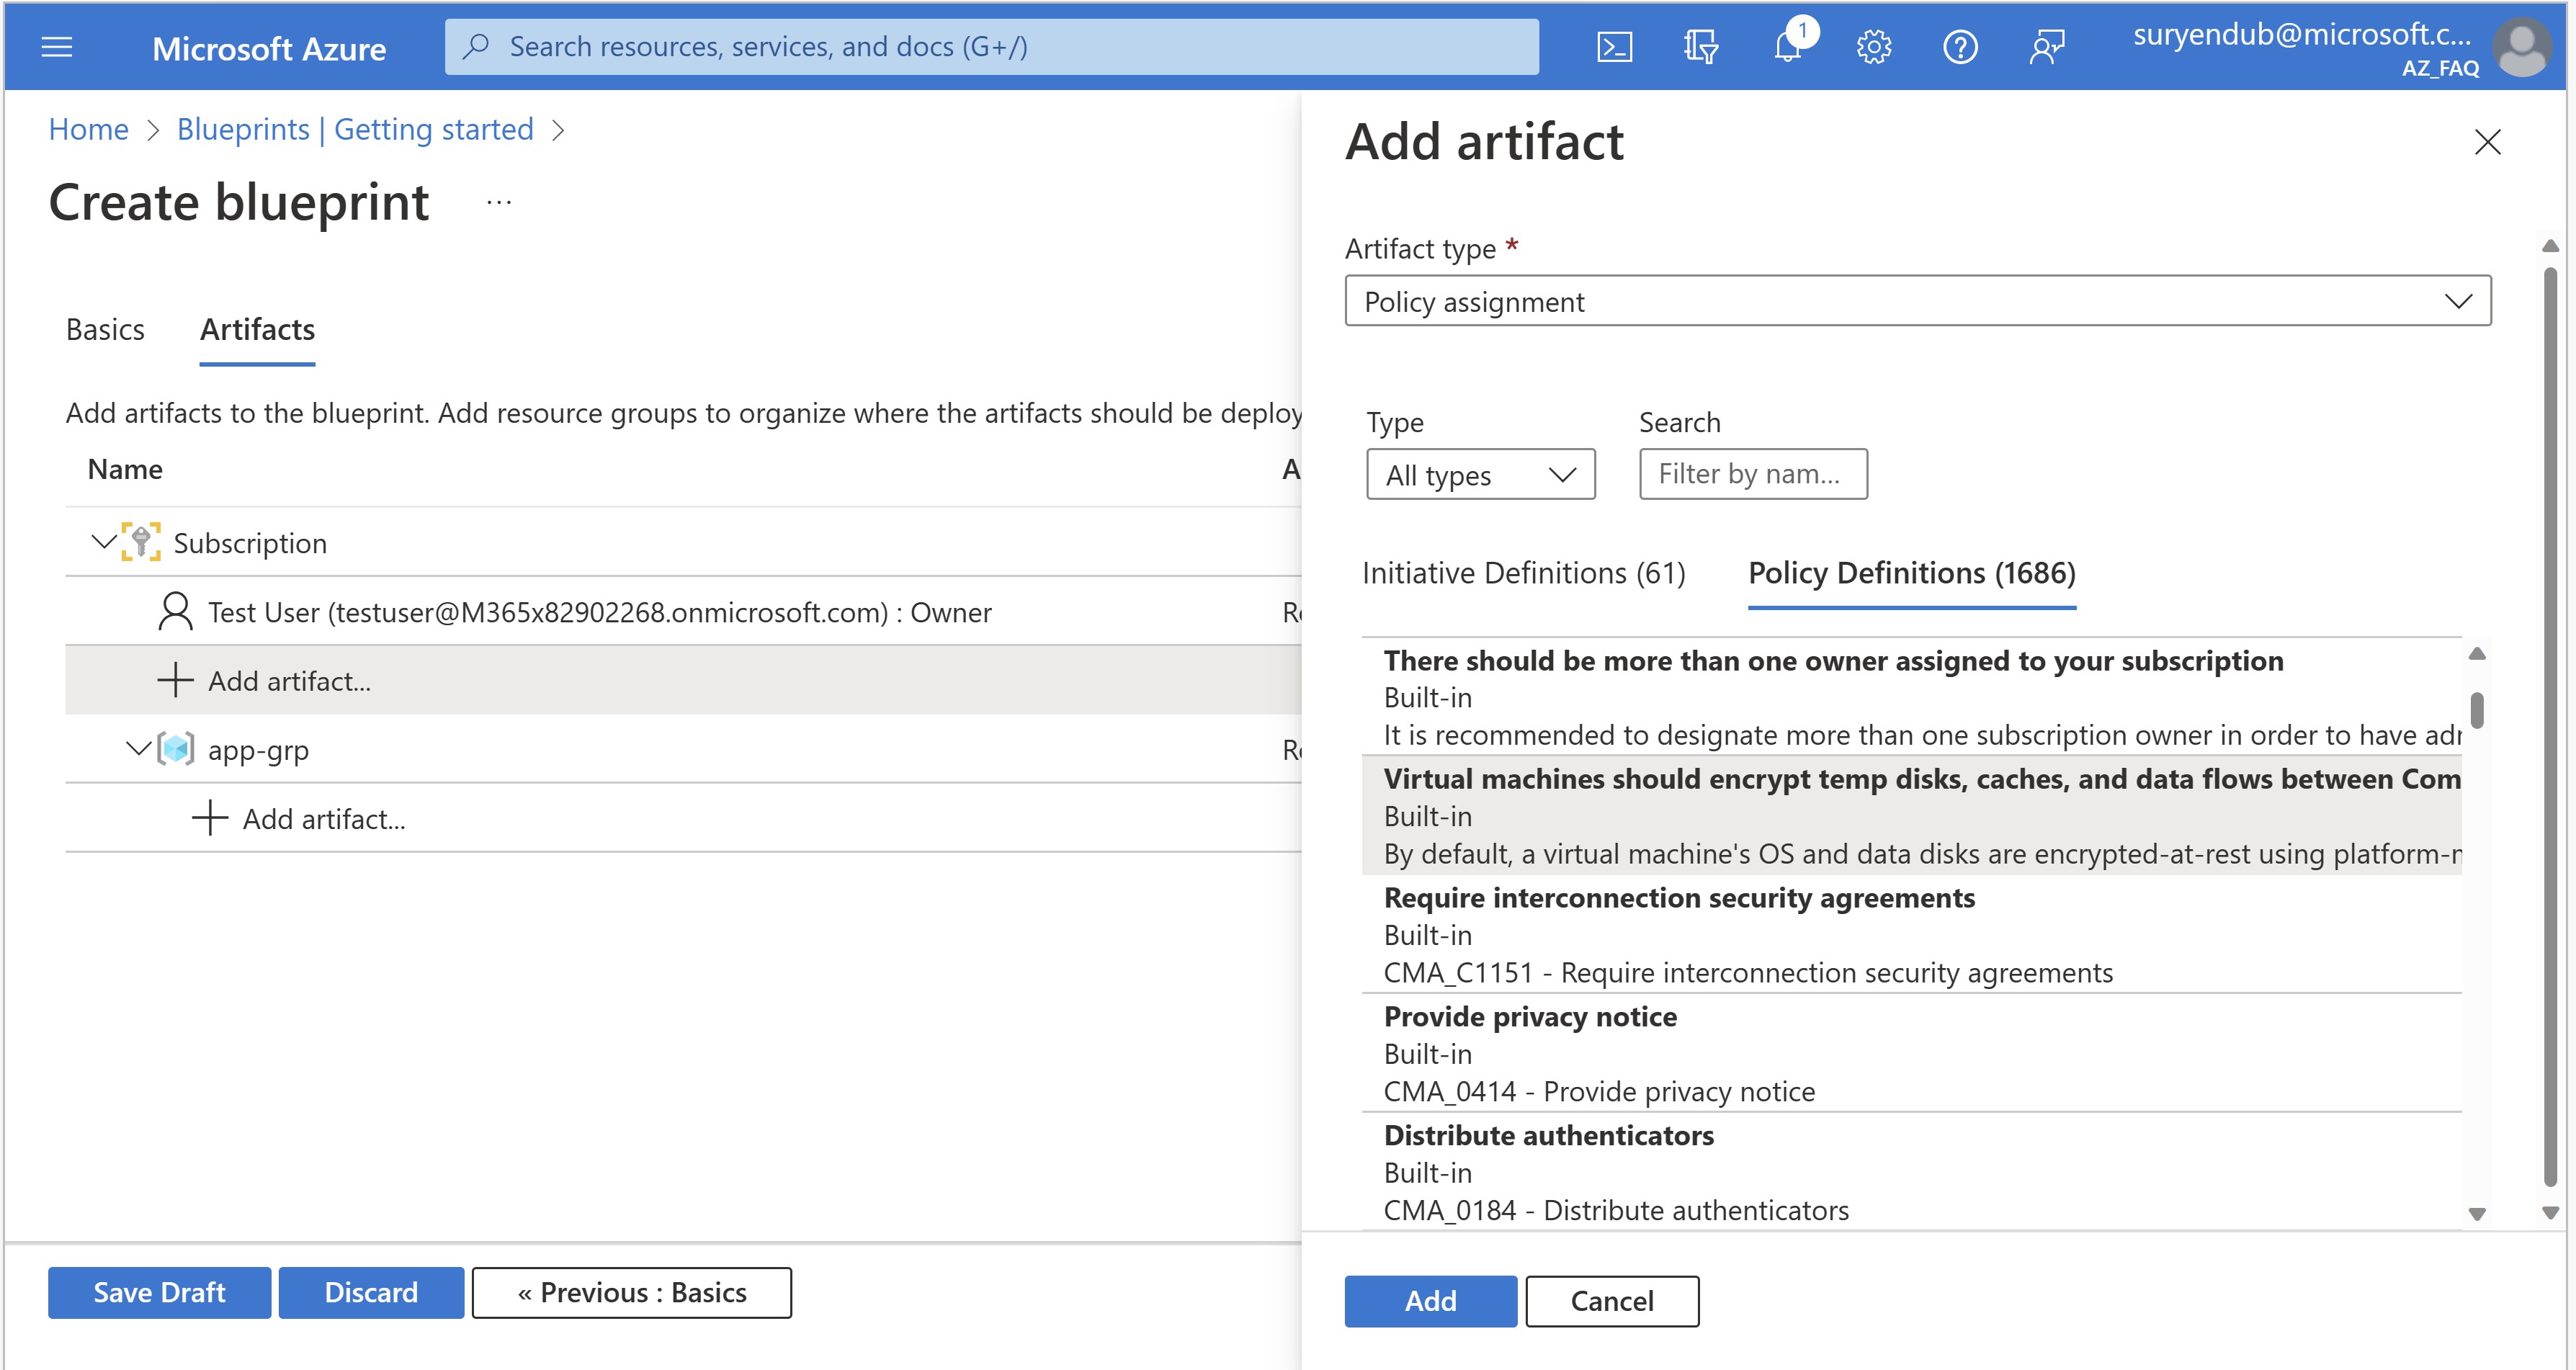 Microsoft Azure
Search resources, services, and docs (G+/)
1
suryendub@microsoft.c...
AZ_FAQ
Home > Blueprints | Getting started >
Create blueprint ...
Basics
Artifacts
Add artifacts to the blueprint. Add resource groups to organize where the artifacts should be deploy
Name
A
Subscription
Test User (testuser@M365x82902268.onmicrosoft.com) : Owner
Re
Add artifact...
app-grp
Re
Add artifact...
Save Draft
Discard
« Previous : Basics
Add artifact
Artifact type *
Policy assignment
Type
Search
All types
Filter by nam...
Initiative Definitions (61)
Policy Definitions (1686)
There should be more than one owner assigned to your subscription
Built-in
It is recommended to designate more than one subscription owner in order to have adr
Virtual machines should encrypt temp disks, caches, and data flows between Com
Built-in
By default, a virtual machine's OS and data disks are encrypted-at-rest using platform-
Require interconnection security agreements
Built-in
CMA_C1151 - Require interconnection security agreements
Provide privacy notice
Built-in
CMA_0414 - Provide privacy notice
Distribute authenticators
Built-in
CMA_0184 - Distribute authenticators
Add
Cancel